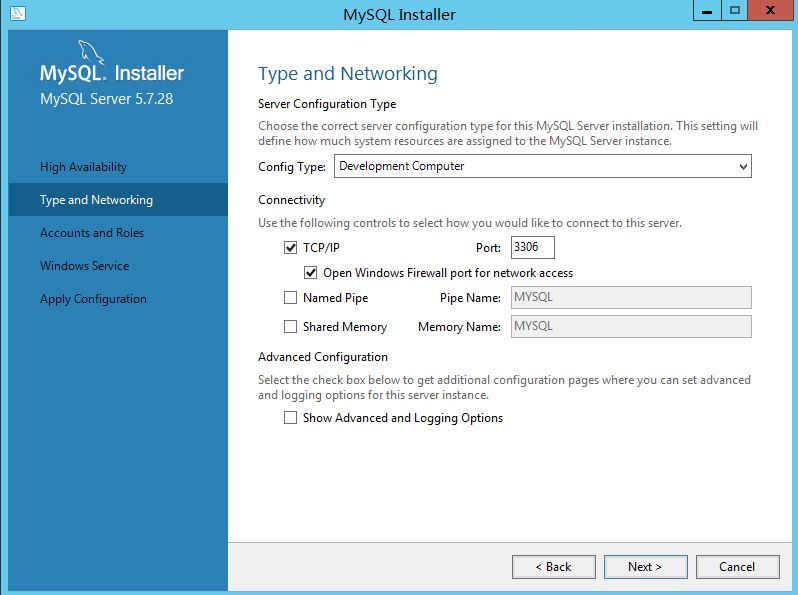 MySQL Installer
MySQL. Installer
MySQL Server 5.7.28
High Availability
Type and Networking
Accounts and Roles
Windows Service
Apply Configuration
Type and Networking
Server Configuration Type
Choose the correct server configuration type for this MySQL Server installation. This setting will
define how much system resources are assigned to the MySQL Server instance.
Config Type: Development Computer
Connectivity
Use the following controls to select how you would like to connect to this server.
TCP/IP Port: 3306
Open Windows Firewall port for network access
Named Pipe Pipe Name: MYSQL
Shared Memory Memory Name: MYSQL
Advanced Configuration
Select the check box below to get additional configuration pages where you can set advanced
and logging options for this server instance.
Show Advanced and Logging Options
< Back Next > Cancel